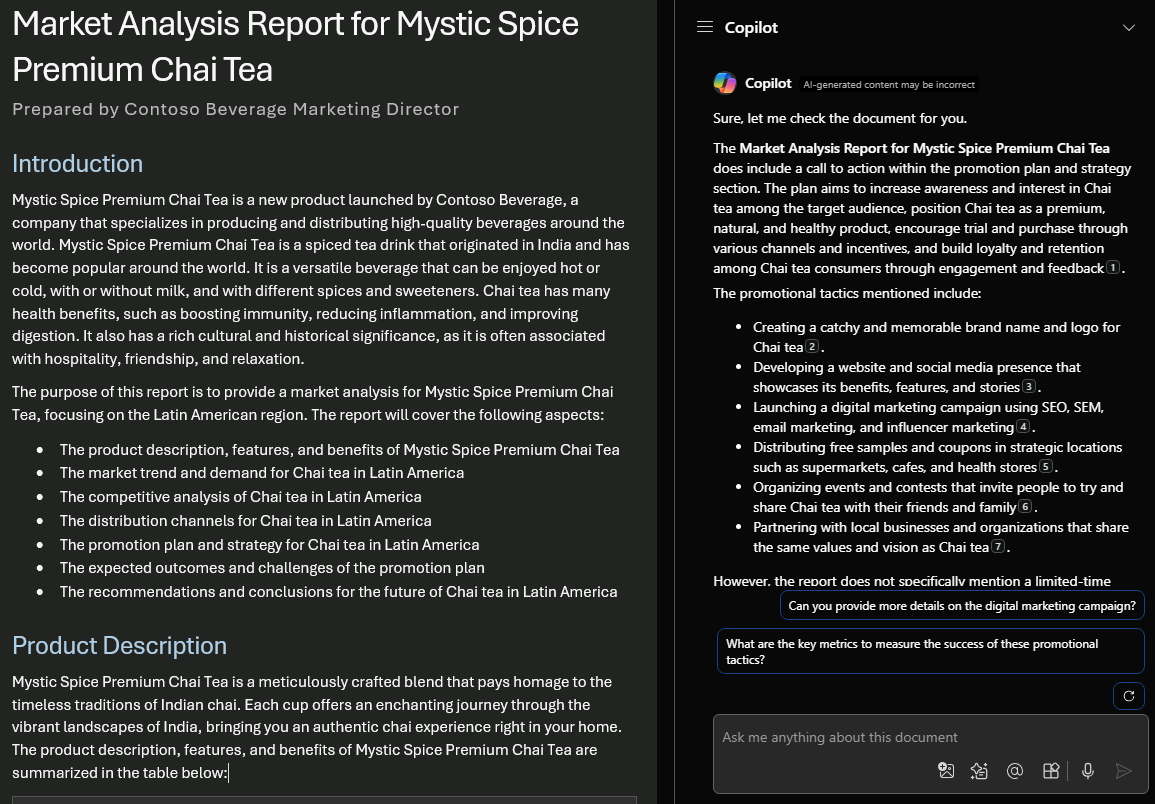 Market Analysis Report for Mystic Spice
Premium Chai Tea
Prepared by Contoso Beverage Marketing Director
Introduction
Mystic Spice Premium Chai Tea is a new product launched by Contoso Beverage, a
company that specializes in producing and distributing high-quality beverages around the
world. Mystic Spice Premium Chai Tea is a spiced tea drink that originated in India and has
become popular around the world. It is a versatile beverage that can be enjoyed hot or
cold, with or without milk, and with different spices and sweeteners. Chai tea has many
health benefits, such as boosting immunity, reducing inflammation, and improving
digestion. It also has a rich cultural and historical significance, as it is often associated
with hospitality, friendship, and relaxation.
The purpose of this report is to provide a market analysis for Mystic Spice Premium Chai
Tea, focusing on the Latin American region. The report will cover the following aspects:
• The product description, features, and benefits of Mystic Spice Premium Chai Tea
• The market trend and demand for Chai tea in Latin America
• The competitive analysis of Chai tea in Latin America
• The distribution channels for Chai tea in Latin America
• The promotion plan and strategy for Chai tea in Latin America
• The expected outcomes and challenges of the promotion plan
• The recommendations and conclusions for the future of Chai tea in Latin America
Product Description
Mystic Spice Premium Chai Tea is a meticulously crafted blend that pays homage to the
timeless traditions of Indian chai. Each cup offers an enchanting journey through the
vibrant landscapes of India, bringing you an authentic chai experience right in your home.
The product description, features, and benefits of Mystic Spice Premium Chai Tea are
summarized in the table below:
Copilot
Copilot AI-generated content may be incorrect
Sure, let me check the document for you.
The Market Analysis Report for Mystic Spice Premium Chai Tea
does include a call to action within the promotion plan and strategy
section. The plan aims to increase awareness and interest in Chai
tea among the target audience, position Chai tea as a premium,
natural, and healthy product, encourage trial and purchase through
various channels and incentives, and build loyalty and retention
among Chai tea consumers through engagement and feedback 1 .
The promotional tactics mentioned include:
• Creating a catchy and memorable brand name and logo for
Chai tea 2 .
• Developing a website and social media presence that
showcases its benefits, features, and stories 3 .
• Launching a digital marketing campaign using SEO, SEM,
email marketing, and influencer marketing 4 .
• Distributing free samples and coupons in strategic locations
such as supermarkets, cafes, and health stores 5 .
• Organizing events and contests that invite people to try and
share Chai tea with their friends and family 6 .
• Partnering with local businesses and organizations that share
the same values and vision as Chai tea 7 .
However, the report does not specifically mention a limited-time
Can you provide more details on the digital marketing campaign?
What are the key metrics to measure the success of these promotional
tactics?
Ask me anything about this document